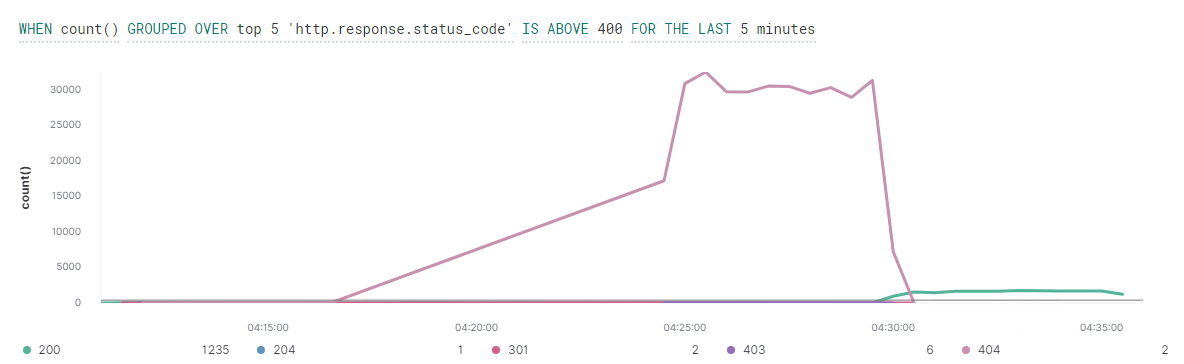 WHEN count() GROUPED OVER top 5 'http.response.status_code' IS ABOVE 400 FOR THE LAST 5 minutes
count()
30000
25000
20000
15000
10000
5000
0
04:15:00 04:20:00 04:25:00 04:30:00 04:35:00
200 1235 204 1 301 2 403 6 404 2